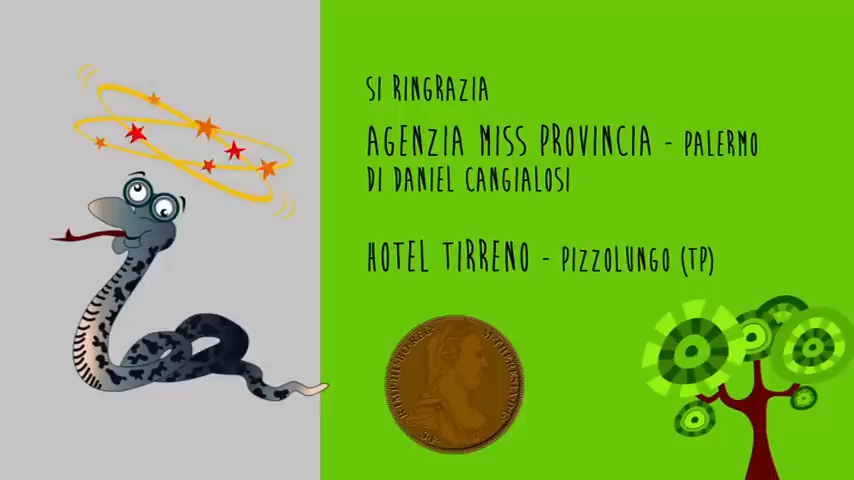 SI RINGRAZIA
AGENZIA MISS PROVINCIA - PALERMO
DI DANIEL CANGIALOSI
HOTEL TIRRENO - PIZZOLUNGO (TP)